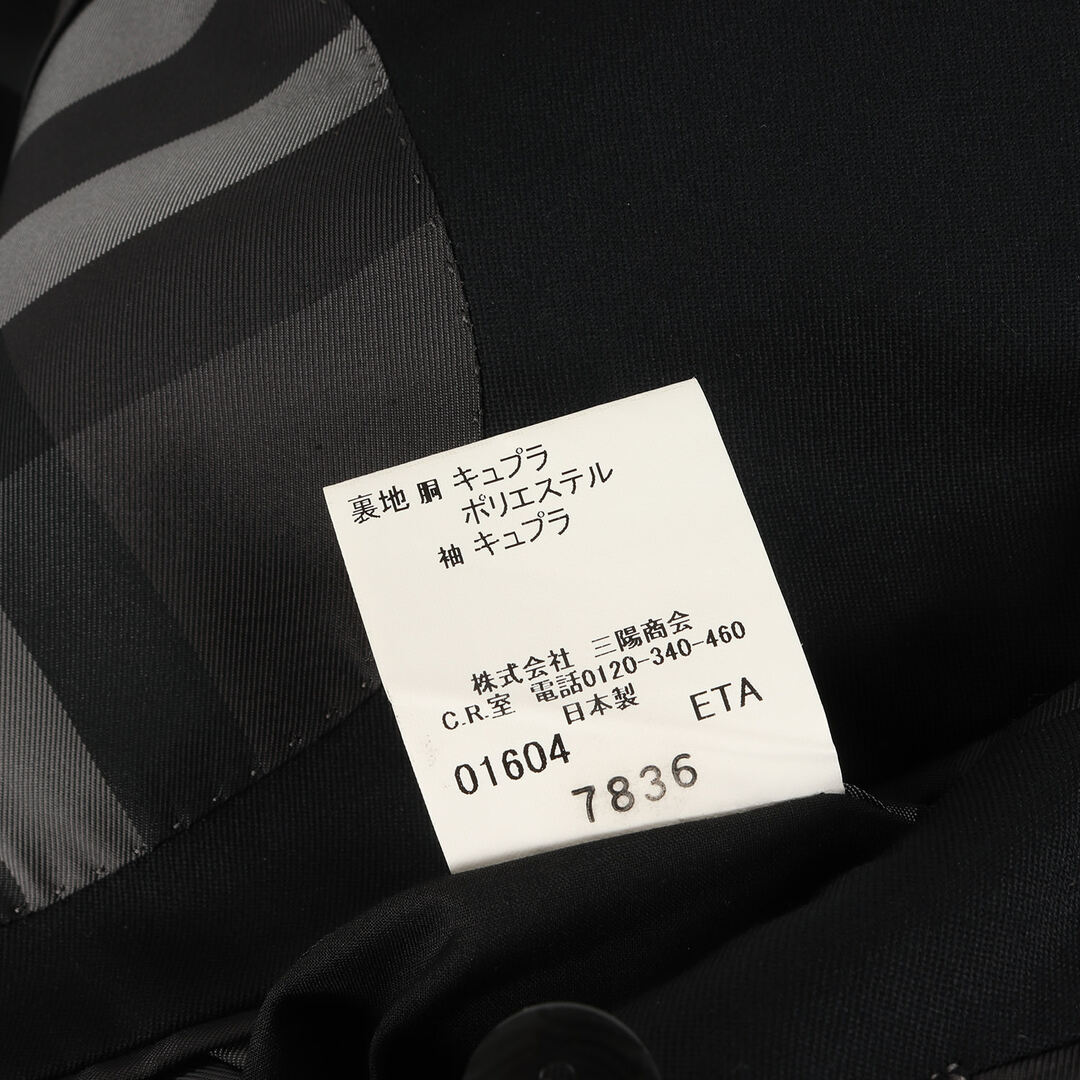 裏地 胴 キュプラ
ポリエステル
袖 キュプラ
株式会社 三陽商会
C.R.室 電話0120-340-460
日本製 ETA
01604
7836